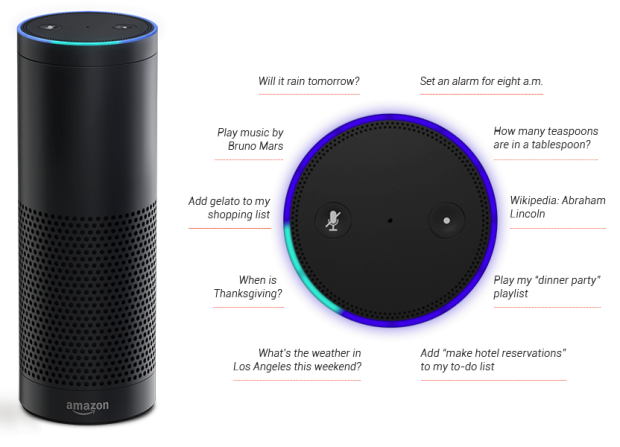 Will it rain tomorrow?
Set an alarm for eight a.m.
Play music by
Bruno Mars
How many teaspoons
are in a tablespoon?
Add gelato to my
shopping list
Wikipedia: Abraham
Lincoln
When is
Thanksgiving?
Play my "dinner party"
playlist
What's the weather in
Los Angeles this weekend?
Add "make hotel reservations"
to my to-do list
amazon